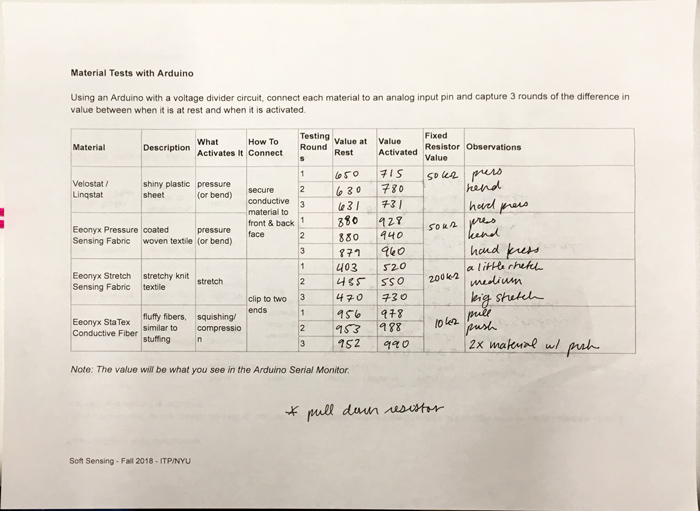 Material Tests with Arduino
Using an Arduino with a voltage divider circuit, connect each material to an analog input pin and capture 3 rounds of the difference in
value between when it is at rest and when it is activated.
Material Description What Activates It How To Connect Testing Rounds Value at Rest Value Activated Fixed Resistor Value Observations
Velostat / Linqstat shiny plastic sheet pressure (or bend) secure conductive material to front & back face 1 650 715 50kΩ press
2 630 780 bend
3 631 731 hard press
Eeonyx Pressure Sensing Fabric coated woven textile pressure (or bend) 1 880 928 50kΩ press
2 880 940 bend
3 879 960 hard press
Eeonyx Stretch Sensing Fabric stretchy knit textile stretch clip to two ends 1 403 520 200kΩ a little stretch
2 485 550 medium
3 470 730 big stretch
Eeonyx StaTex Conductive Fiber fluffy fibers, similar to stuffing squishing/ compression 1 956 978 10kΩ pull
2 953 988 push
3 952 990 2x material w/ push
Note: The value will be what you see in the Arduino Serial Monitor.
* pull down resistor
Soft Sensing - Fall 2018 - ITP/NYU